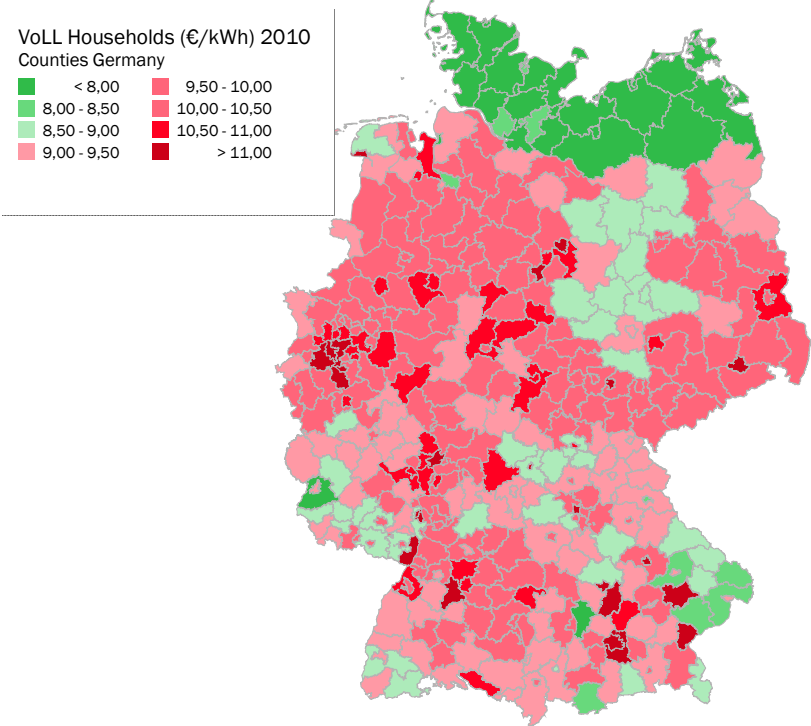 VoLL Households (€/kWh) 2010
Counties Germany
< 8,00
9,50 - 10,00
8,00 - 8,50
10,00 - 10,50
8,50 - 9,00
10,50 - 11,00
9,00 - 9,50
> 11,00